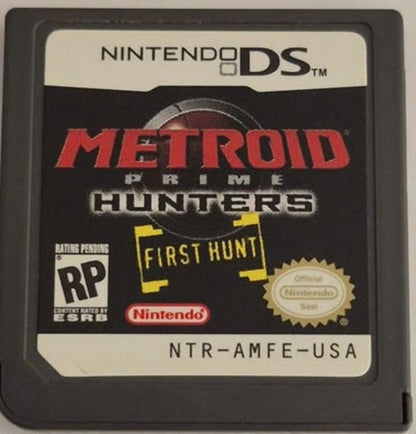 NINTENDO DS™
METROID
PRIME
HUNTERS
FIRST HUNT
RATING PENDING
RP
CONTENT RATED BY
ESRB
Nintendo®
Official
Nintendo
Seal
®
NTR-AMFE-USA